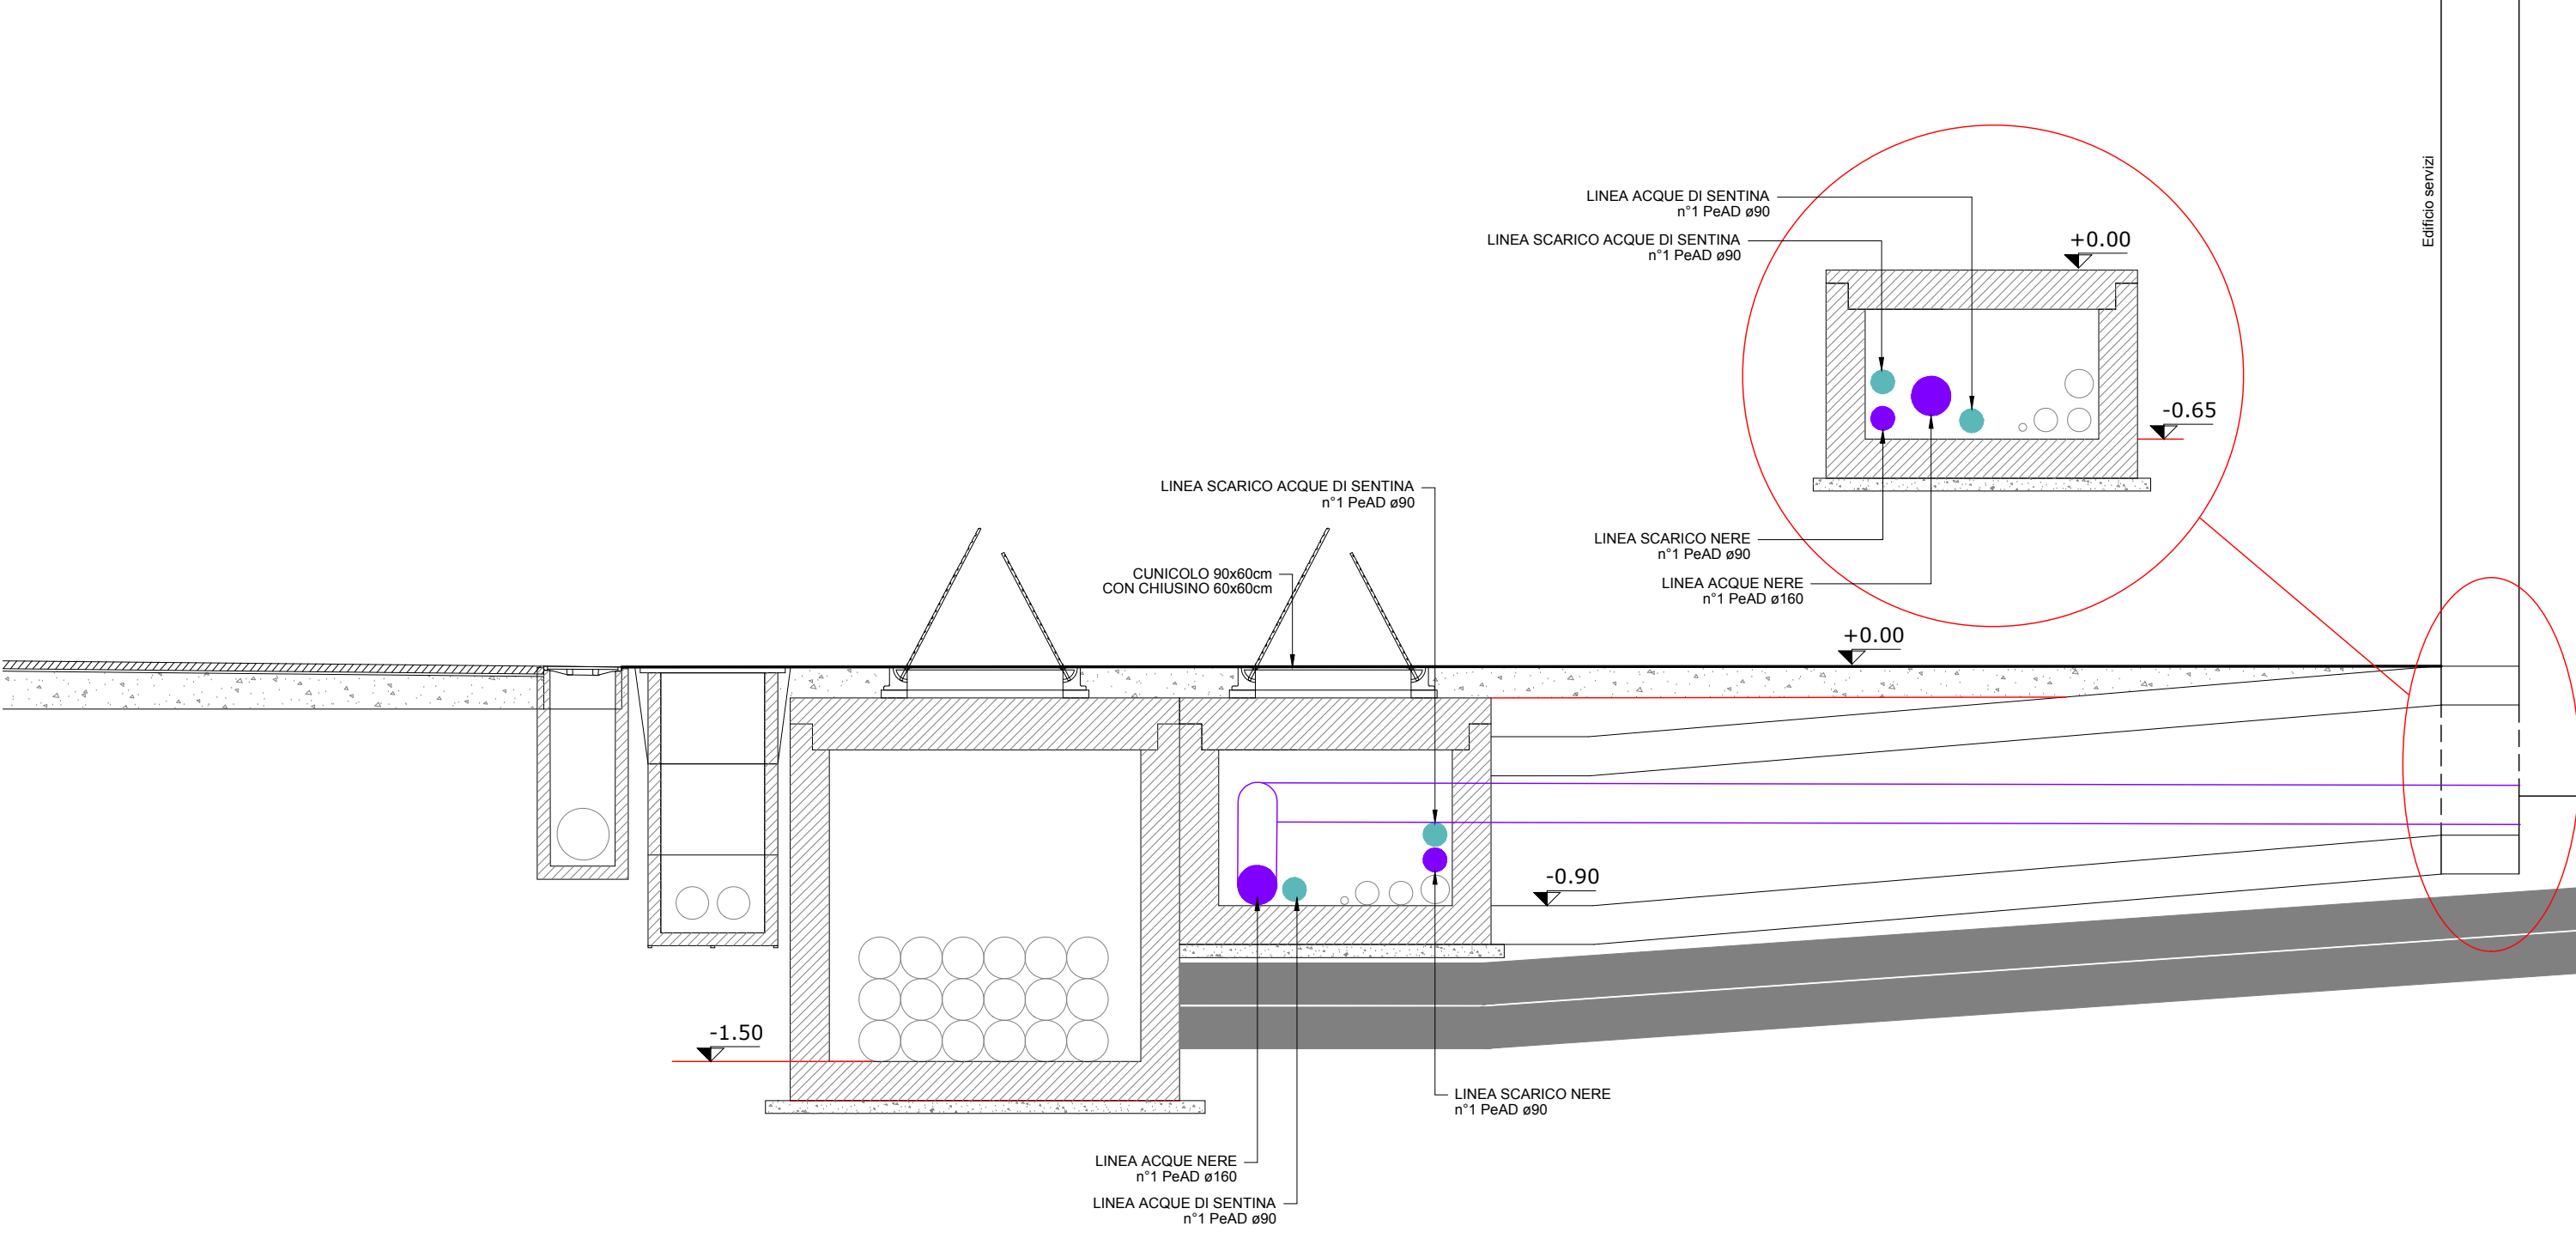 Edificio servizi
LINEA ACQUE DI SENTINA
n°1 PeAD ø90
LINEA SCARICO ACQUE DI SENTINA
n°1 PeAD ø90
+0.00
-0.65
LINEA SCARICO NERE
n°1 PeAD ø90
LINEA ACQUE NERE
n°1 PeAD ø160
LINEA SCARICO ACQUE DI SENTINA
n°1 PeAD ø90
CUNICOLO 90x60cm
CON CHIUSINO 60x60cm
+0.00
-0.90
-1.50
LINEA SCARICO NERE
n°1 PeAD ø90
LINEA ACQUE NERE
n°1 PeAD ø160
LINEA ACQUE DI SENTINA
n°1 PeAD ø90